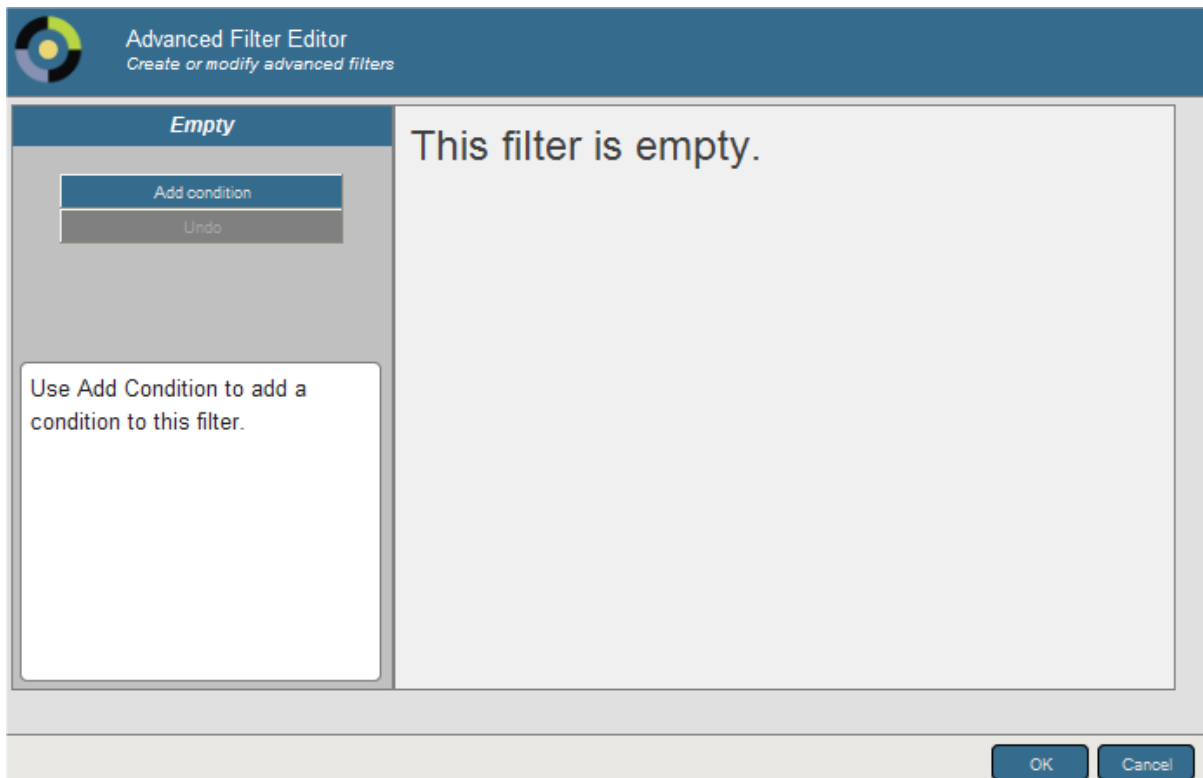 Advanced Filter Editor
Create or modify advanced filters
Empty
Add condition
Undo
Use Add Condition to add a
condition to this filter.
This filter is empty.
OK
Cancel